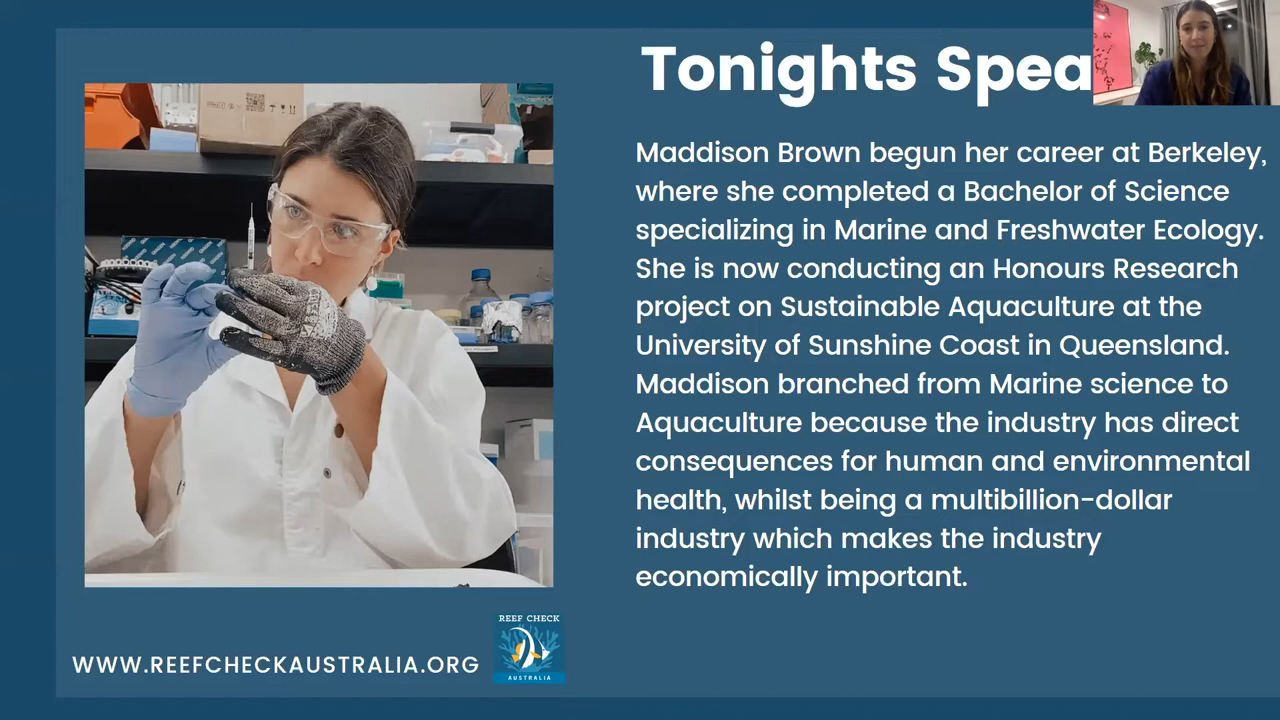 Tonights Spea
Maddison Brown begun her career at Berkeley,
where she completed a Bachelor of Science
specializing in Marine and Freshwater Ecology.
She is now conducting an Honours Research
project on Sustainable Aquaculture at the
University of Sunshine Coast in Queensland.
Maddison branched from Marine science to
Aquaculture because the industry has direct
consequences for human and environmental
health, whilst being a multibillion-dollar
industry which makes the industry
economically important.
REEF CHECK
AUSTRALIA
WWW.REEFCHECKAUSTRALIA.ORG